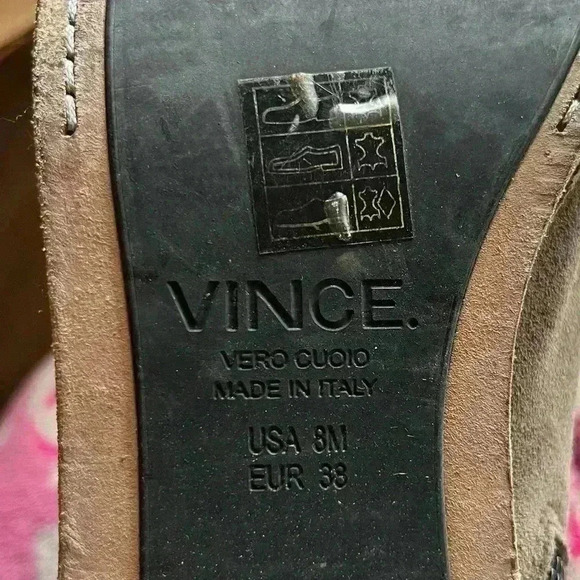 VINCE.
VERO CUOIO
MADE IN ITALY
USA 8M
EUR 38